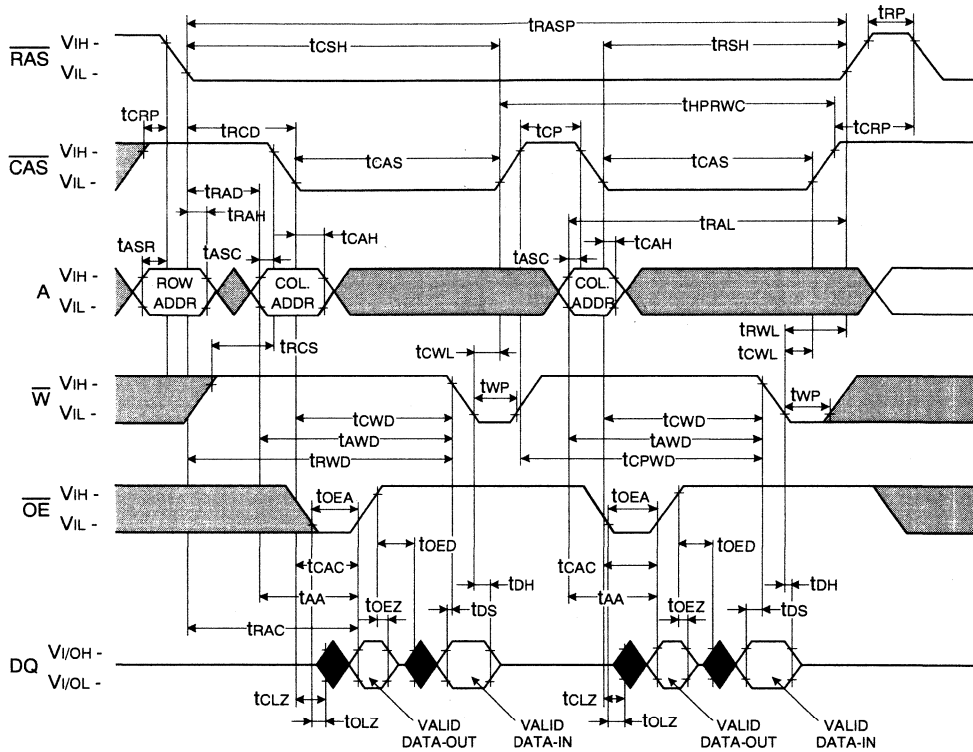 tRASP
tRP
VIH -
tCSH
tRSH
RAS
VIL -
tHPRWC
tCRP
tRCD
tCP
tCRP
VIH -
CAS
tCAS
tCAS
VIL -
tRAD
tRAH
tRAL
tASR
tASC
tCAH
tASC
tCAH
VIH -
ROW ADDR
COL. ADDR
COL. ADDR
A
VIL -
tRWL
tRCS
tCWL
tCWL
VIH -
tWP
tWP
W
VIL -
tCWD
tCWD
tAWD
tAWD
tRWD
tCPWD
VIH -
tOEA
tOEA
OE
VIL -
tOED
tOED
tCAC
tCAC
tDH
tDH
tAA
tOEZ
tDS
tAA
tOEZ
tDS
tRAC
VI/OH -
DQ
VI/OL -
tCLZ
tCLZ
tOLZ
tOLZ
VALID DATA-OUT
VALID DATA-IN
VALID DATA-OUT
VALID DATA-IN